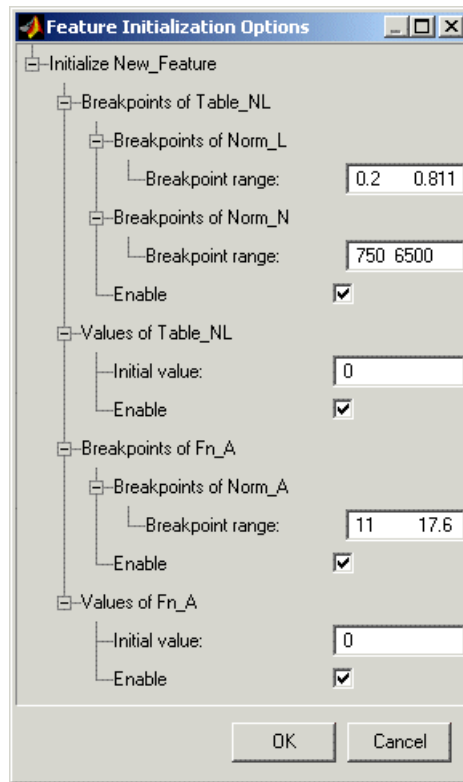 Feature Initialization Options
Initialize New_Feature
Breakpoints of Table_NL
Breakpoints of Norm_L
Breakpoint range: 0.2 0.811
Breakpoints of Norm_N
Breakpoint range: 750 6500
Enable
Values of Table_NL
Initial value: 0
Enable
Breakpoints of Fn_A
Breakpoints of Norm_A
Breakpoint range: 11 17.6
Enable
Values of Fn_A
Initial value: 0
Enable
OK Cancel